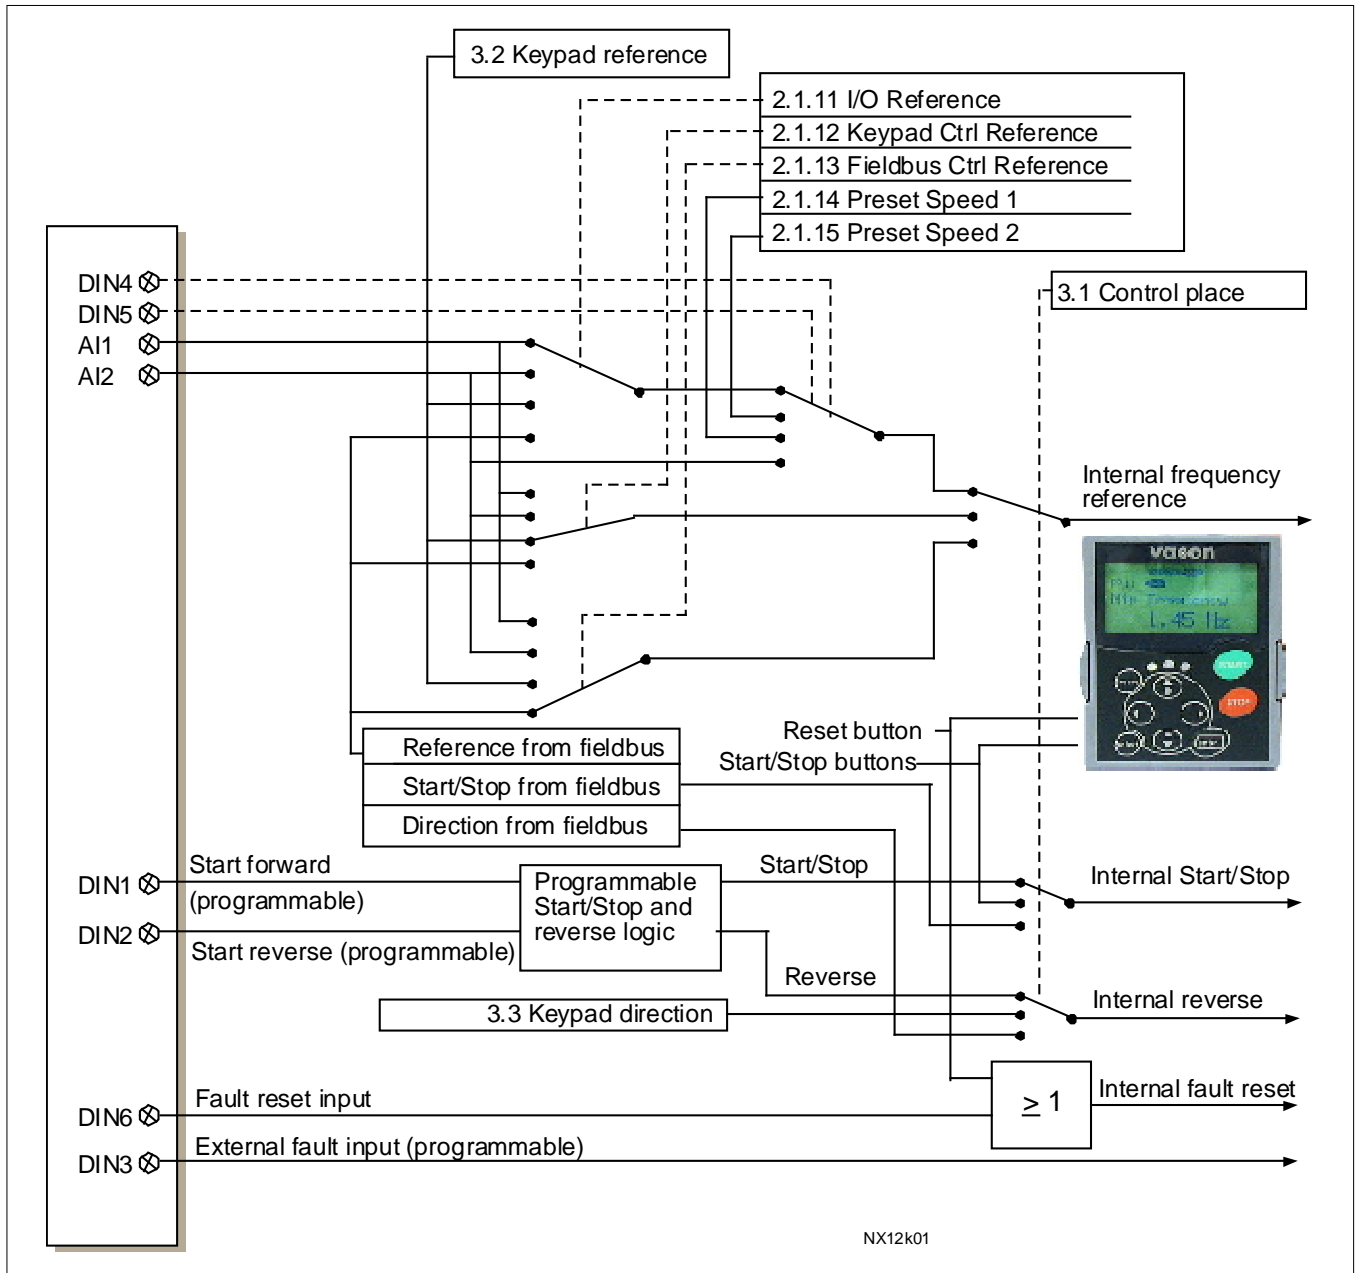 3.2 Keypad reference
2.1.11 I/O Reference
2.1.12 Keypad Ctrl Reference
2.1.13 Fieldbus Ctrl Reference
2.1.14 Preset Speed 1
2.1.15 Preset Speed 2
DIN4
DIN5
AI1
AI2
3.1 Control place
Internal frequency
reference
vacon
1.45 Hz
START
STOP
Reset button
Start/Stop buttons
Reference from fieldbus
Start/Stop from fieldbus
Direction from fieldbus
DIN1
Start forward
(programmable)
DIN2
Start reverse (programmable)
Programmable
Start/Stop and
reverse logic
Start/Stop
Internal Start/Stop
Reverse
3.3 Keypad direction
Internal reverse
DIN6
Fault reset input
≥ 1
Internal fault reset
DIN3
External fault input (programmable)
NX12k01